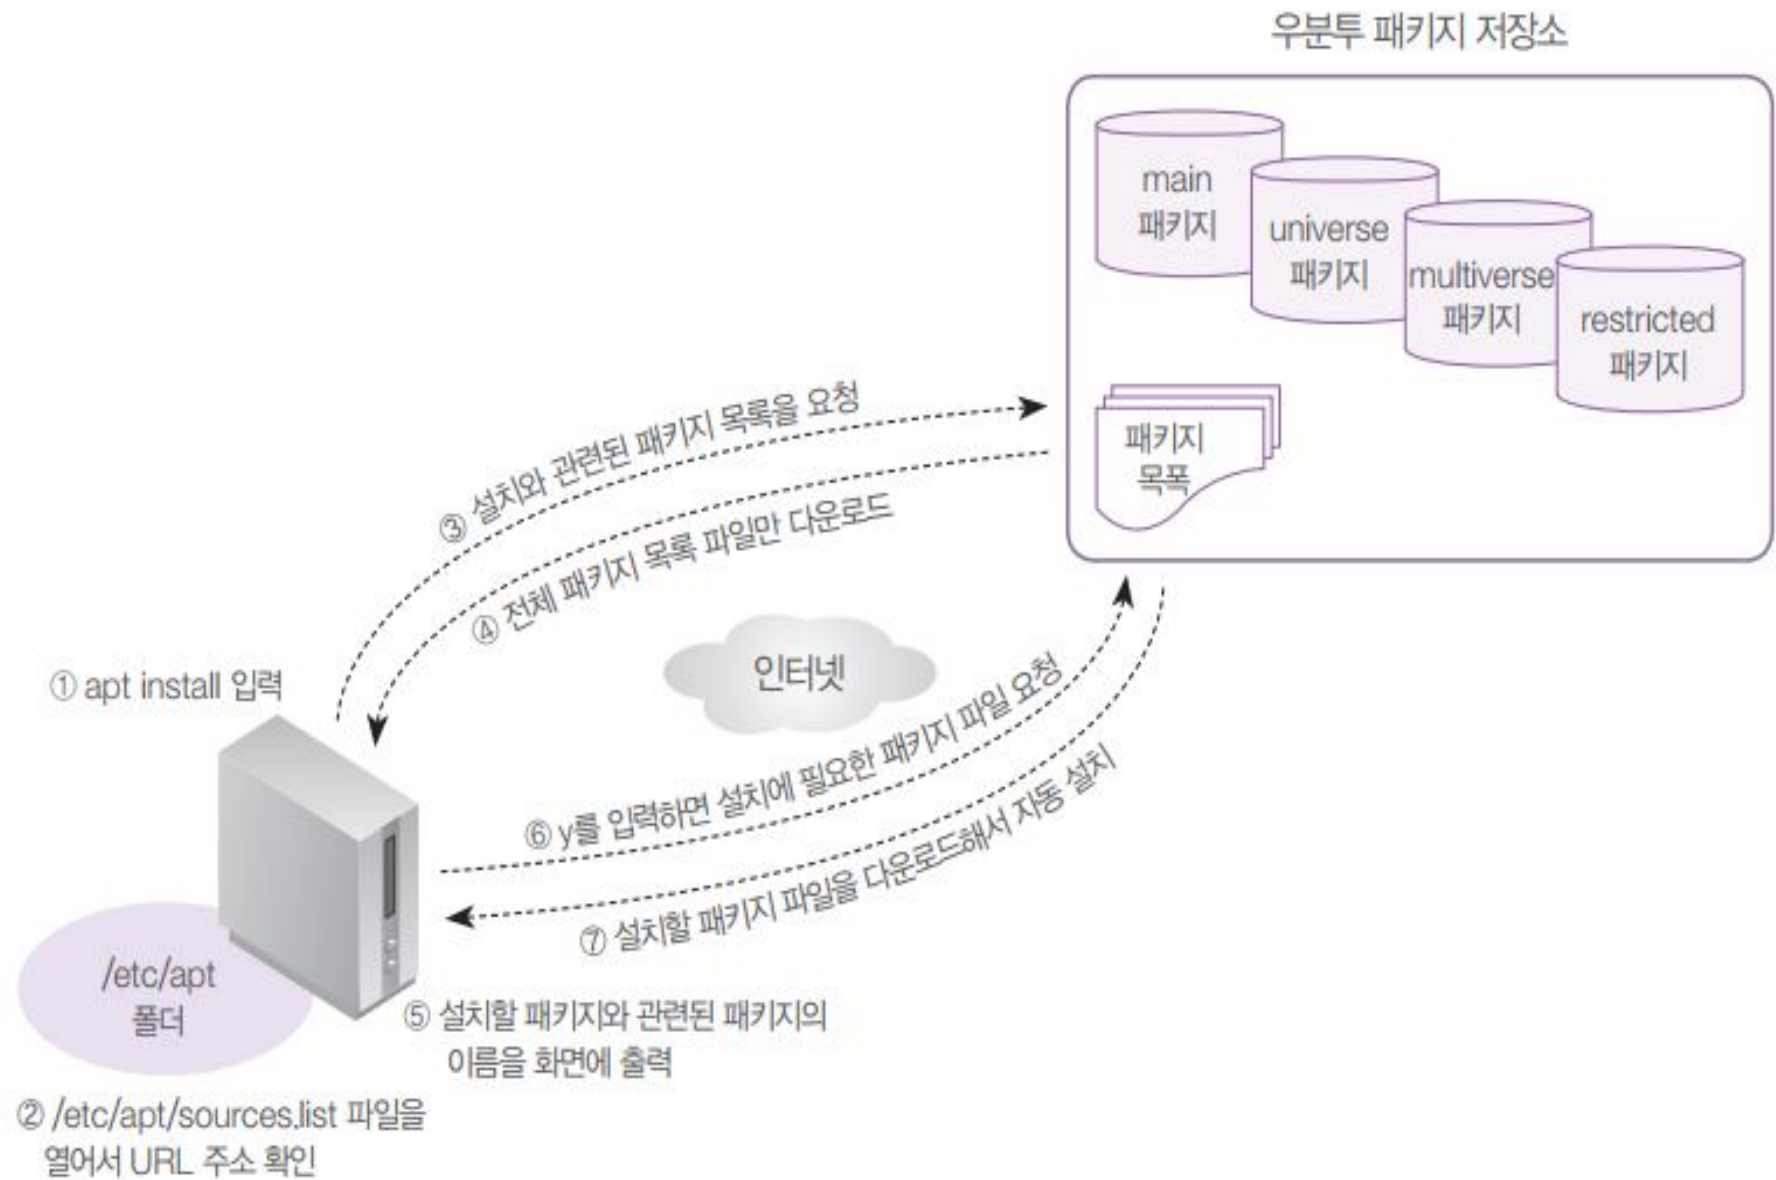 우분투 패키지 저장소
main
패키지
universe
패키지
multiverse
패키지
restricted
패키지
패키지
목폭
③ 설치와 관련된 패키지 목록을 요청
④ 전체 패키지 목록 파일만 다운로드
인터넷
① apt install 입력
⑥ y를 입력하면 설치에 필요한 패키지 파일 요청
⑦ 설치할 패키지 파일을 다운로드해서 자동 설치
/etc/apt
폴더
⑤ 설치할 패키지와 관련된 패키지의
이름을 화면에 출력
② /etc/apt/sources.list 파일을
열어서 URL 주소 확인